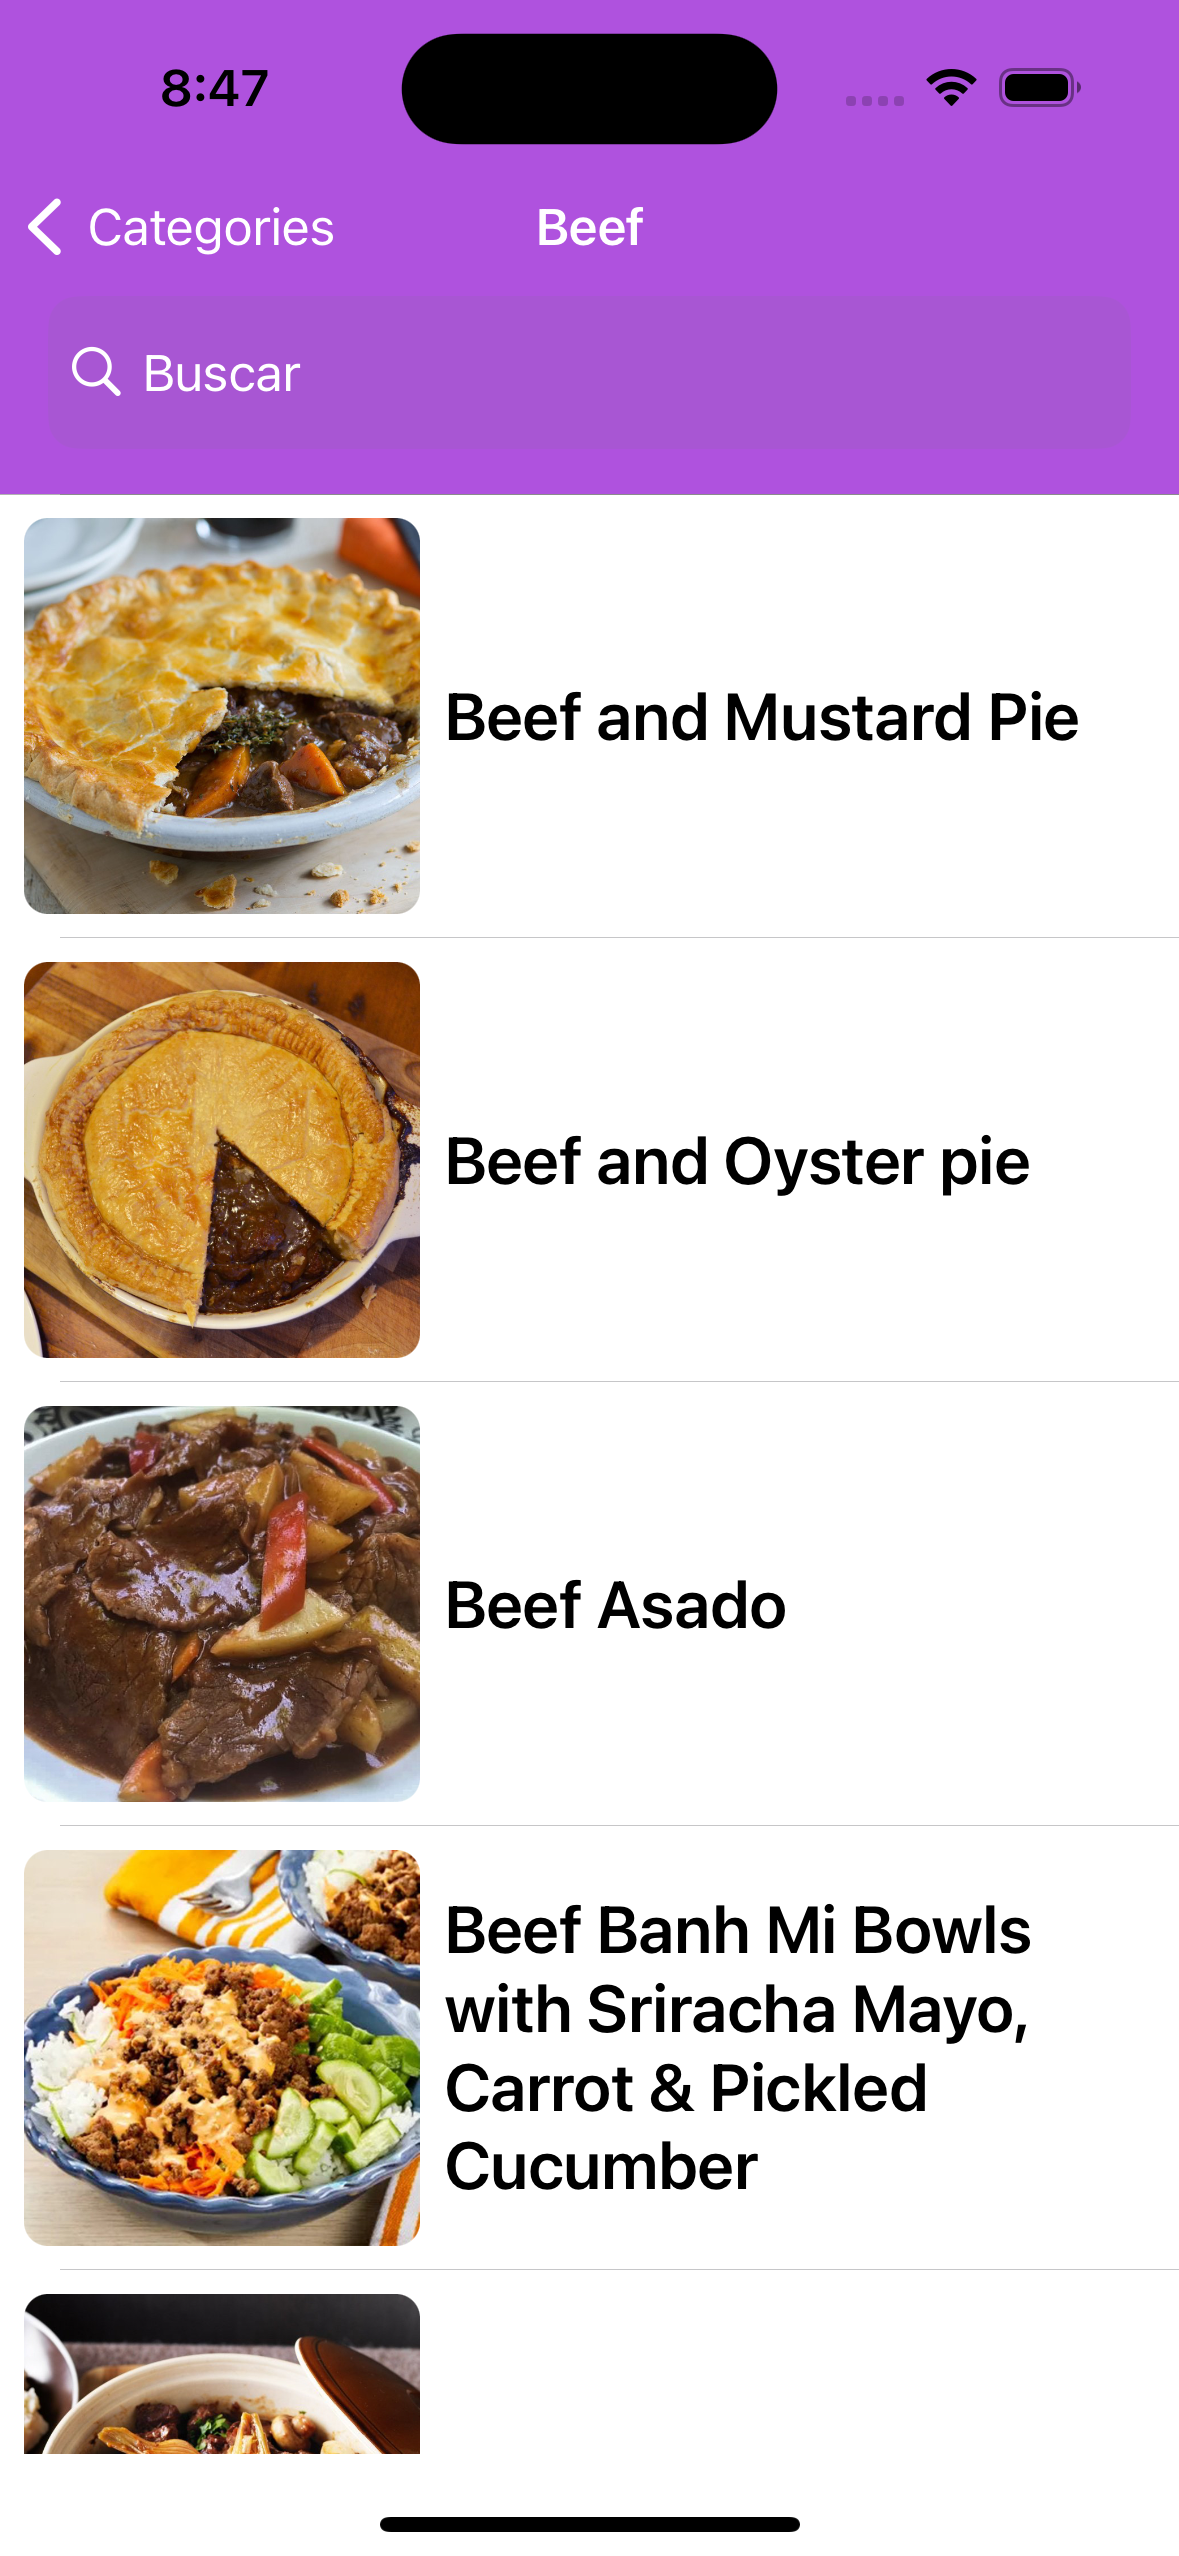 8:47
Categories
Beef
Buscar
Beef and Mustard Pie
Beef and Oyster pie
Beef Asado
Beef Banh Mi Bowls
with Sriracha Mayo,
Carrot & Pickled
Cucumber